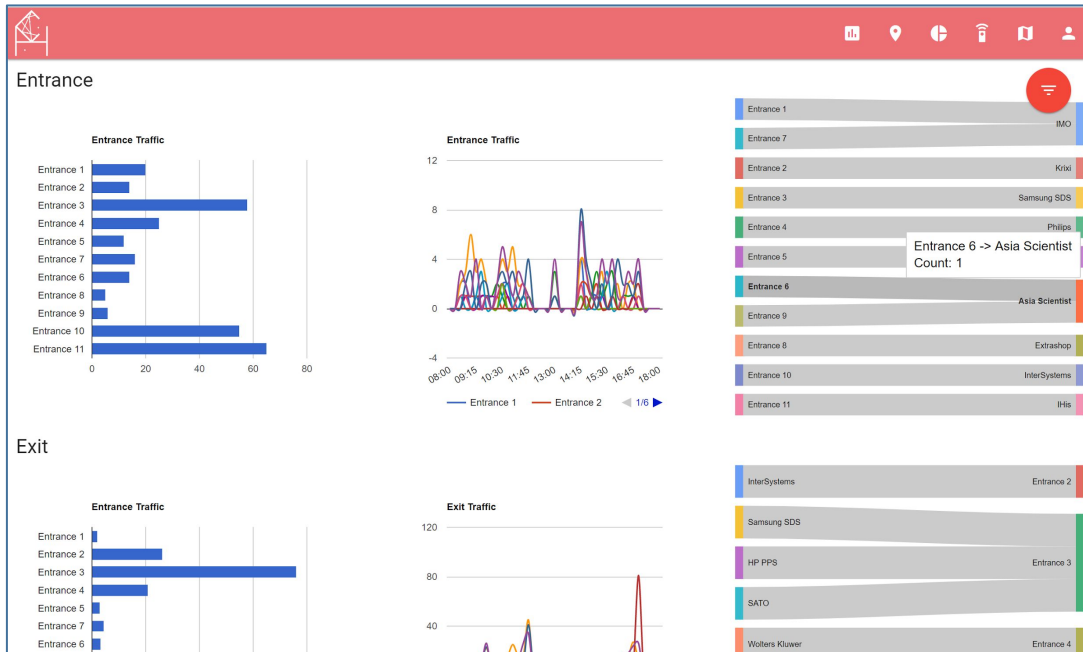 Entrance
Entrance Traffic
Entrance 1
Entrance 2
Entrance 3
Entrance 4
Entrance 5
Entrance 7
Entrance 6
Entrance 8
Entrance 9
Entrance 10
Entrance 11
0 20 40 60 80
Entrance Traffic
12
8
4
0
-4
08:00 09:15 10:30 11:45 13:00 14:15 15:30 16:45 18:00
Entrance 1 Entrance 2 1/6
Entrance 1
IMO
Entrance 7
Entrance 2 Krixi
Entrance 3 Samsung SDS
Entrance 4 Philips
Entrance 5
Entrance 6 -> Asia Scientist
Count: 1
Entrance 6
Asia Scientist
Entrance 9
Entrance 8 Extrashop
Entrance 10 InterSystems
Entrance 11 IHis
Exit
Entrance Traffic
Entrance 1
Entrance 2
Entrance 3
Entrance 4
Entrance 5
Entrance 7
Entrance 6
Exit Traffic
120
80
40
InterSystems Entrance 2
Samsung SDS
HP PPS Entrance 3
SATO
Wolters Kluwer Entrance 4